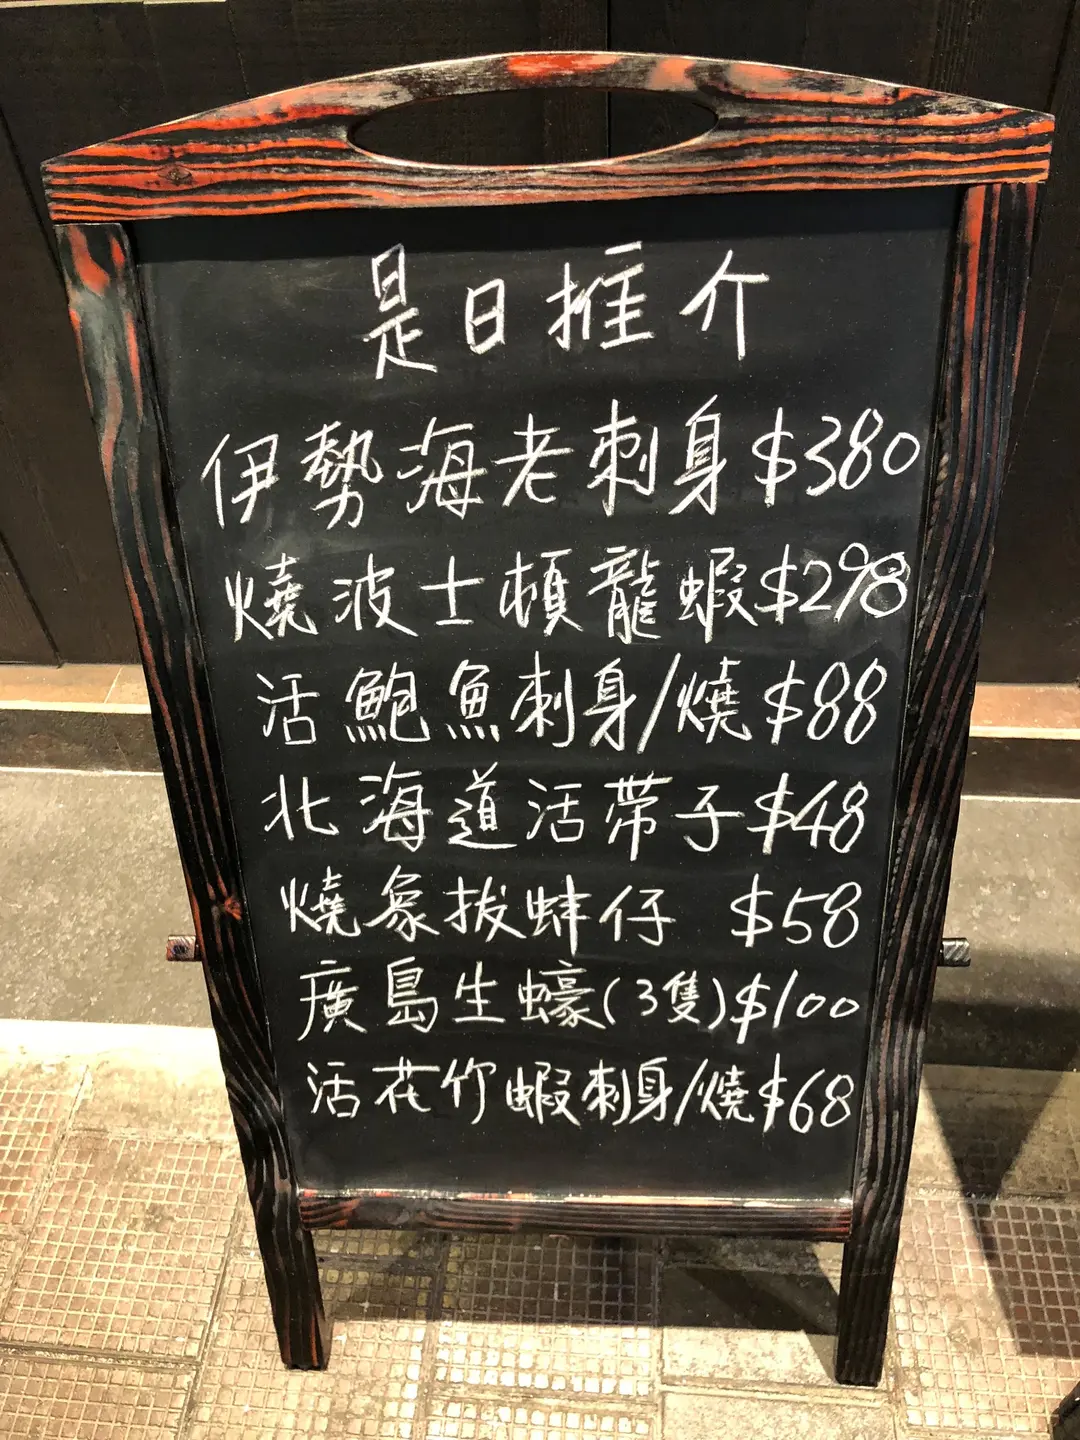 是日推介
伊勢海老刺身$380
燒波士頓龍蝦$298
活鮑魚刺身/燒$88
北海道活帶子$48
燒象拔蚌仔 $58
廣島生蠔(3隻)$100
活花竹蝦刺身/燒$68